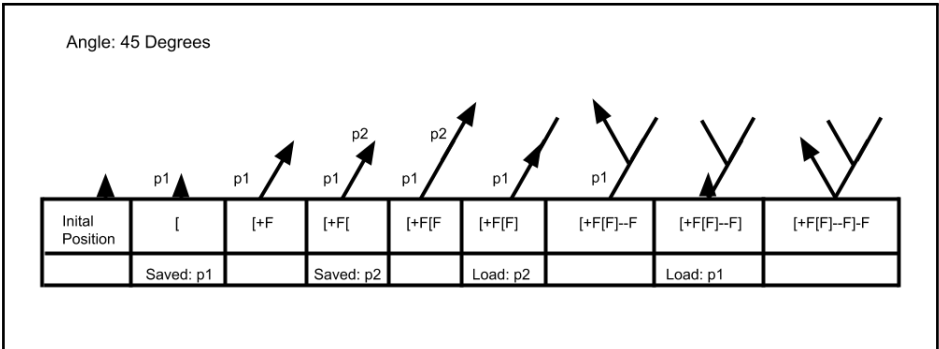 Angle: 45 Degrees
p2 p2
p1 p1 p1 p1 p1 p1
Inital
Position
[ [+F [+F[ [+F[F [+F[F] [+F[F]--F [+F[F]--F] [+F[F]--F]-F
Saved: p1 Saved: p2 Load: p2 Load: p1